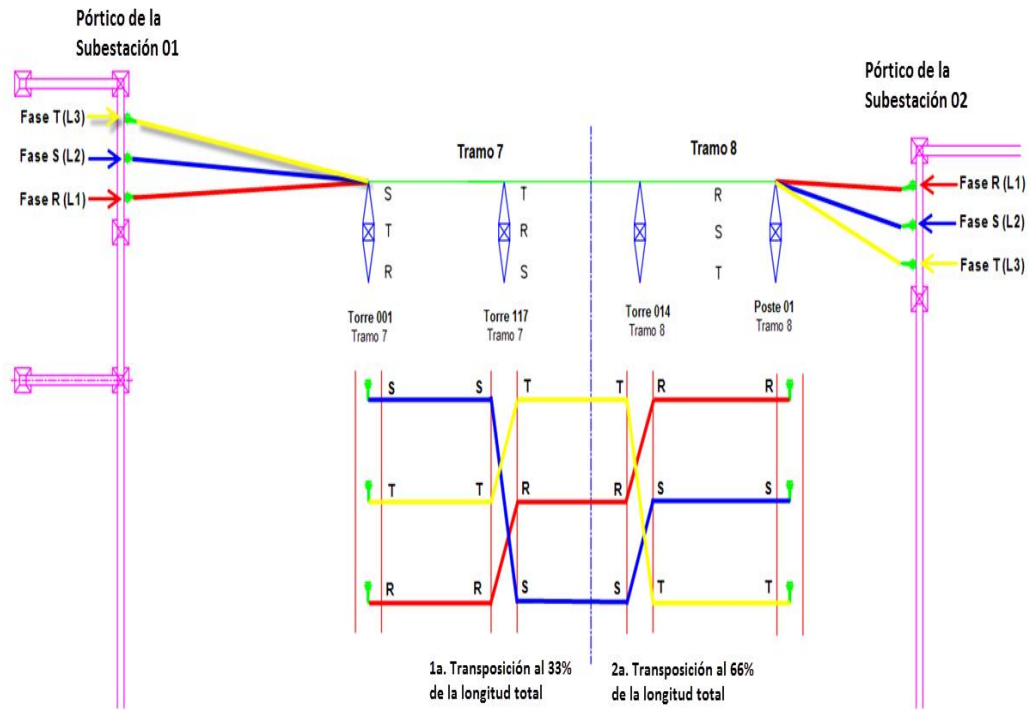 Pórtico de la
Subestación 01
Pórtico de la
Subestación 02
Fase T (L3)
Fase S (L2)
Fase R (L1)
Tramo 7
Tramo 8
Fase R (L1)
Fase S (L2)
Fase T (L3)
S T R
T R S
R S T
Torre 001
Tramo 7
Torre 117
Tramo 7
Torre 014
Tramo 8
Poste 01
Tramo 8
S S T T R R
T T R R S S
R R S S T T
1a. Transposición al 33%
de la longitud total
2a. Transposición al 66%
de la longitud total